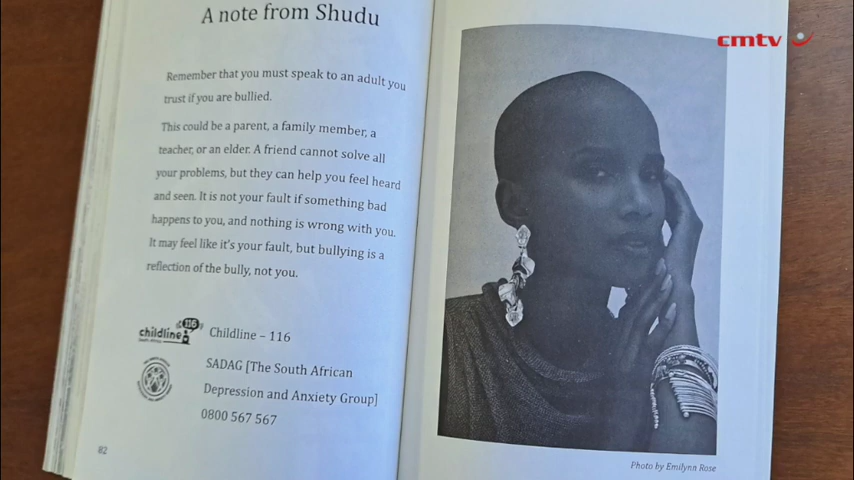 A note from Shudu
Remember that you must speak to an adult you
trust if you are bullied.
This could be a parent, a family member, a
teacher, or an elder. A friend cannot solve all
your problems, but they can help you feel heard
and seen. It is not your fault if something bad
happens to you, and nothing is wrong with you.
It may feel like it's your fault, but bullying is a
reflection of the bully, not you.
116
childline
Childline – 116
SADAG [The South African
Depression and Anxiety Group]
0800 567 567
82
cmtv
Photo by Emilynn Rose